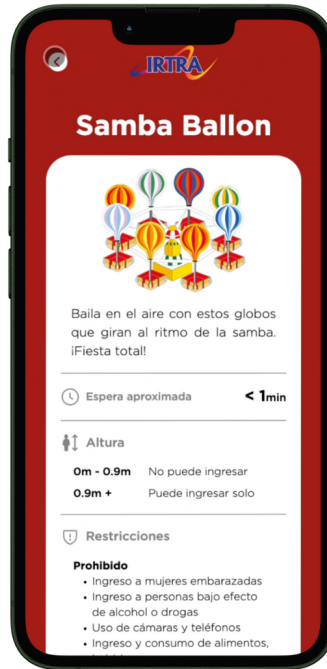 IRTRA
Samba Ballon
Baila en el aire con estos globos
que giran al ritmo de la samba.
¡Fiesta total!
Espera aproximada < 1min
Altura
0m - 0.9m No puede ingresar
0.9m + Puede ingresar solo
Restricciones
Prohibido
• Ingreso a mujeres embarazadas
• Ingreso a personas bajo efecto
de alcohol o drogas
• Uso de cámaras y teléfonos
• Ingreso y consumo de alimentos,